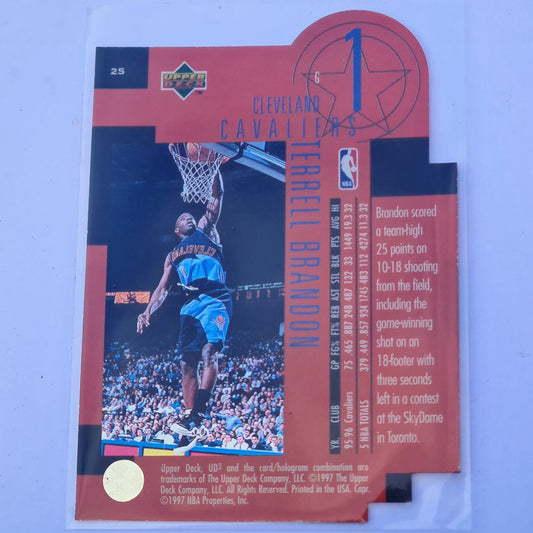 25
UPPER
DECK
TM
G
1
CLEVELAND
CAVALIERS
TERRELL BRANDON
NBA
YR. CLUB GP FG% FT% REB AST STL BLK PTS AVG HI
95-96 Cavaliers 75 .465 .887 248 487 132 33 1449 19.3 32
5 NBA TOTALS 379 .449 .857 934 1745 483 112 4274 11.3 32
Brandon scored
a team-high
25 points on
10-18 shooting
from the field,
including the
game-winning
shot on an
18-footer with
three seconds
left in a contest
at the SkyDome
in Toronto.
Upper Deck, UD³ and the card/hologram combination are
trademarks of The Upper Deck Company, LLC. ©1997 The Upper
Deck Company, LLC. All Rights Reserved. Printed in the USA. Copr.
©1997 NBA Properties, Inc.